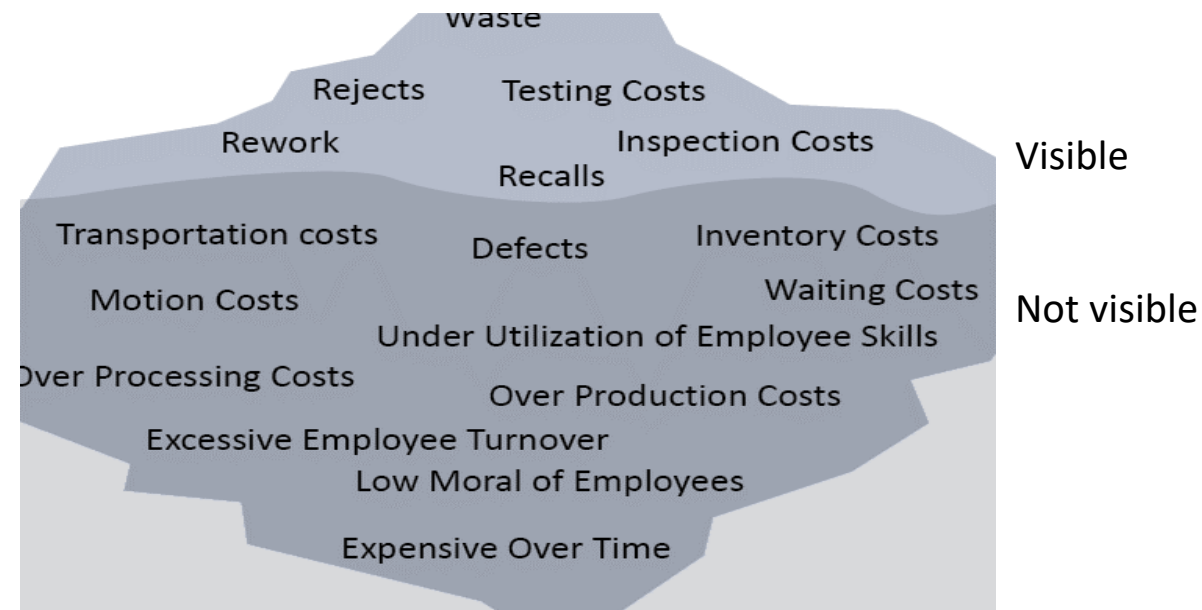 Waste
Rejects Testing Costs
Rework Inspection Costs
Visible
Recalls
Transportation costs Defects Inventory Costs
Motion Costs Waiting Costs
Not visible
Under Utilization of Employee Skills
Over Processing Costs
Over Production Costs
Excessive Employee Turnover
Low Moral of Employees
Expensive Over Time